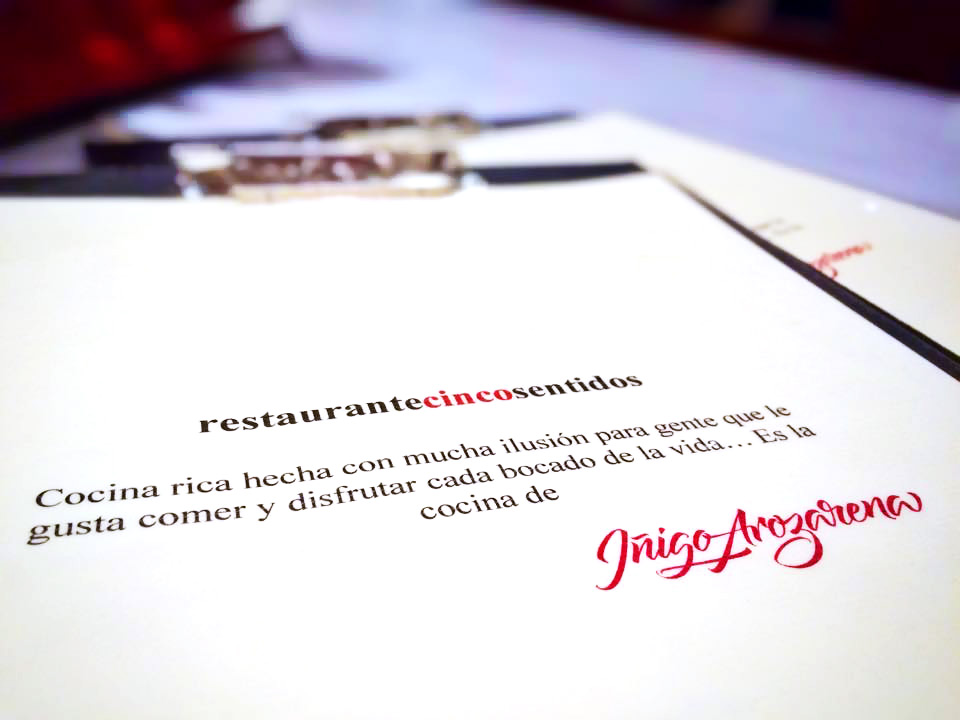 restaurantecincosentidos
Cocina rica hecha con mucha ilusión para gente que le
gusta comer y disfrutar cada bocado de la vida... Es la
cocina de
Iñigo Arozarena